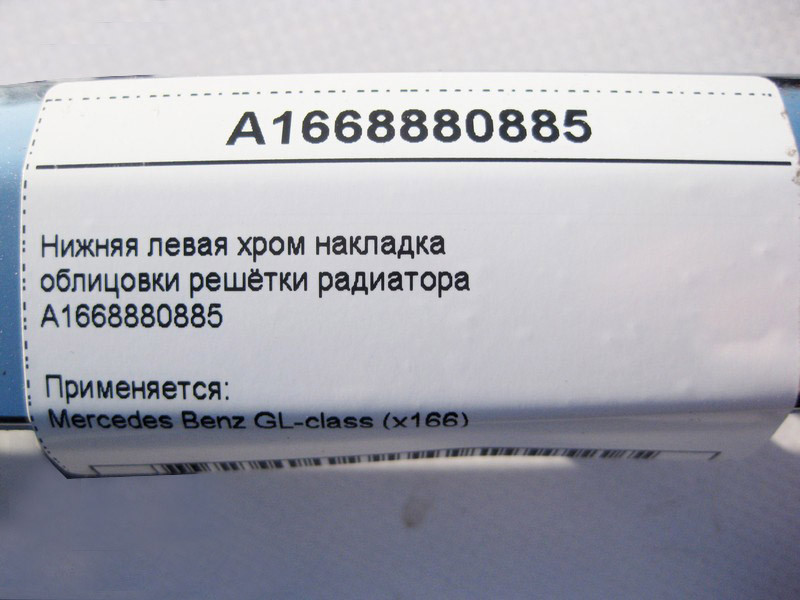 A1668880885
Нижняя левая хром накладка
облицовки решётки радиатора
A1668880885
Применяется:
Mercedes Benz GL-class (x166)